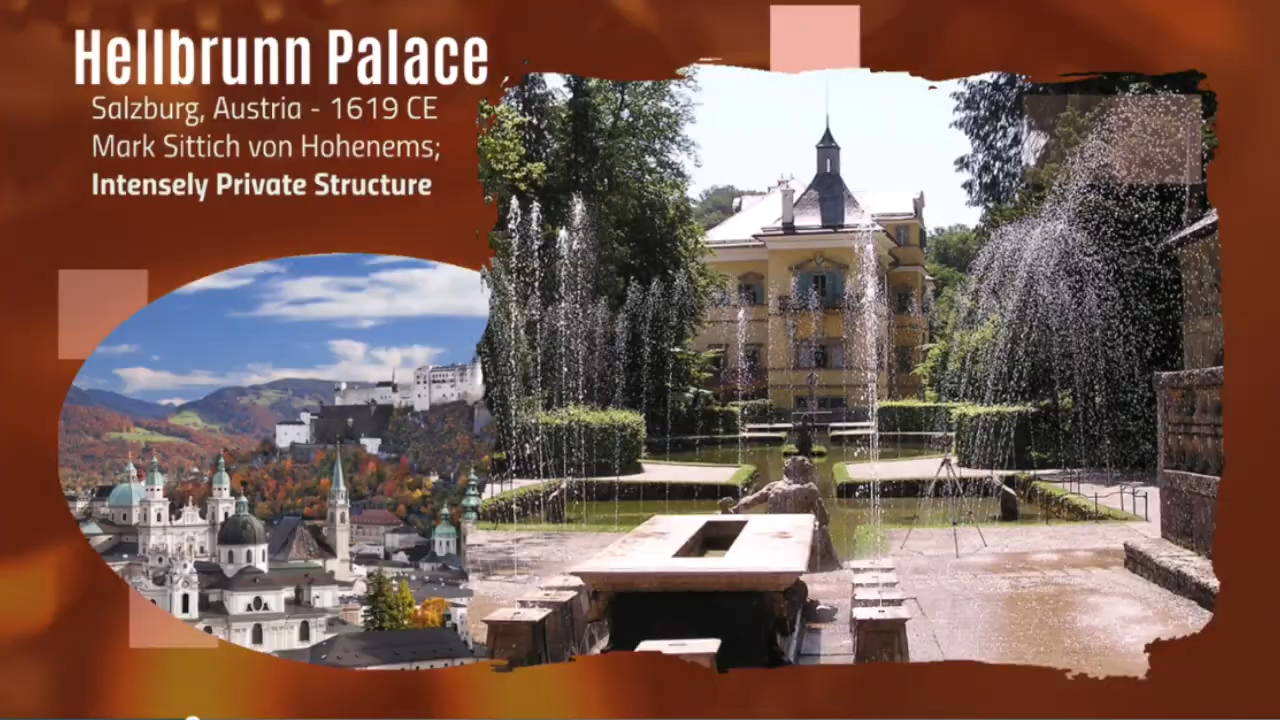 Hellbrunn Palace
Salzburg, Austria - 1619 CE
Mark Sittich von Hohenems;
Intensely Private Structure